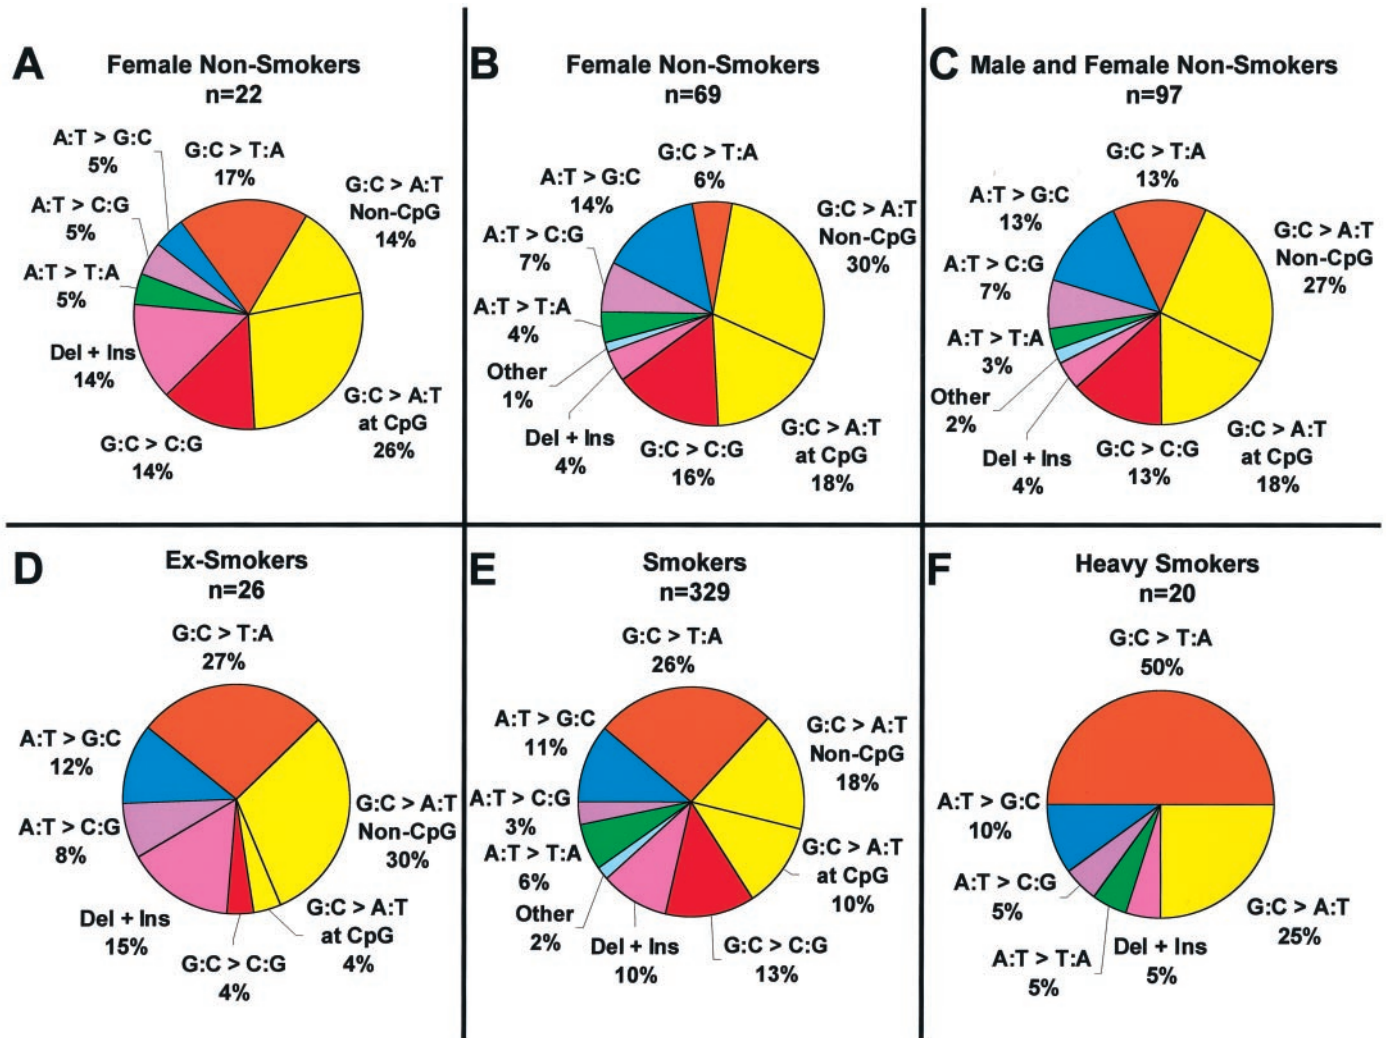 A
Female Non-Smokers
n=22
A:T > G:C
5%
G:C > T:A
17%
G:C > A:T
Non-CpG
14%
A:T > C:G
5%
A:T > T:A
5%
Del + Ins
14%
G:C > C:G
14%
G:C > A:T
at CpG
26%
B
Female Non-Smokers
n=69
G:C > T:A
6%
A:T > G:C
14%
G:C > A:T
Non-CpG
30%
A:T > C:G
7%
A:T > T:A
4%
Other
1%
Del + Ins
4%
G:C > C:G
16%
G:C > A:T
at CpG
18%
C
Male and Female Non-Smokers
n=97
G:C > T:A
13%
A:T > G:C
13%
G:C > A:T
Non-CpG
27%
A:T > C:G
7%
A:T > T:A
3%
Other
2%
Del + Ins
4%
G:C > C:G
13%
G:C > A:T
at CpG
18%
D
Ex-Smokers
n=26
G:C > T:A
27%
A:T > G:C
12%
A:T > C:G
8%
G:C > A:T
Non-CpG
30%
Del + Ins
15%
G:C > C:G
4%
G:C > A:T
at CpG
4%
E
Smokers
n=329
G:C > T:A
26%
A:T > G:C
11%
G:C > A:T
Non-CpG
18%
A:T > C:G
3%
A:T > T:A
6%
Other
2%
Del + Ins
10%
G:C > C:G
13%
G:C > A:T
at CpG
10%
F
Heavy Smokers
n=20
G:C > T:A
50%
A:T > G:C
10%
A:T > C:G
5%
A:T > T:A
5%
Del + Ins
5%
G:C > A:T
25%